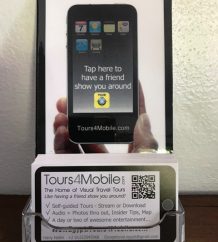 Tap here to
have a friend
show you around
Tours4Mobile.com
Tours4Mobile.com
The Home of Visual Travel Tours
Like having a friend show you around!
√ Self-guided Tours - Stream or Download
√ Audio + Photos thru out, Insider Tips, Map
√ A day or two of awesome entertainment.